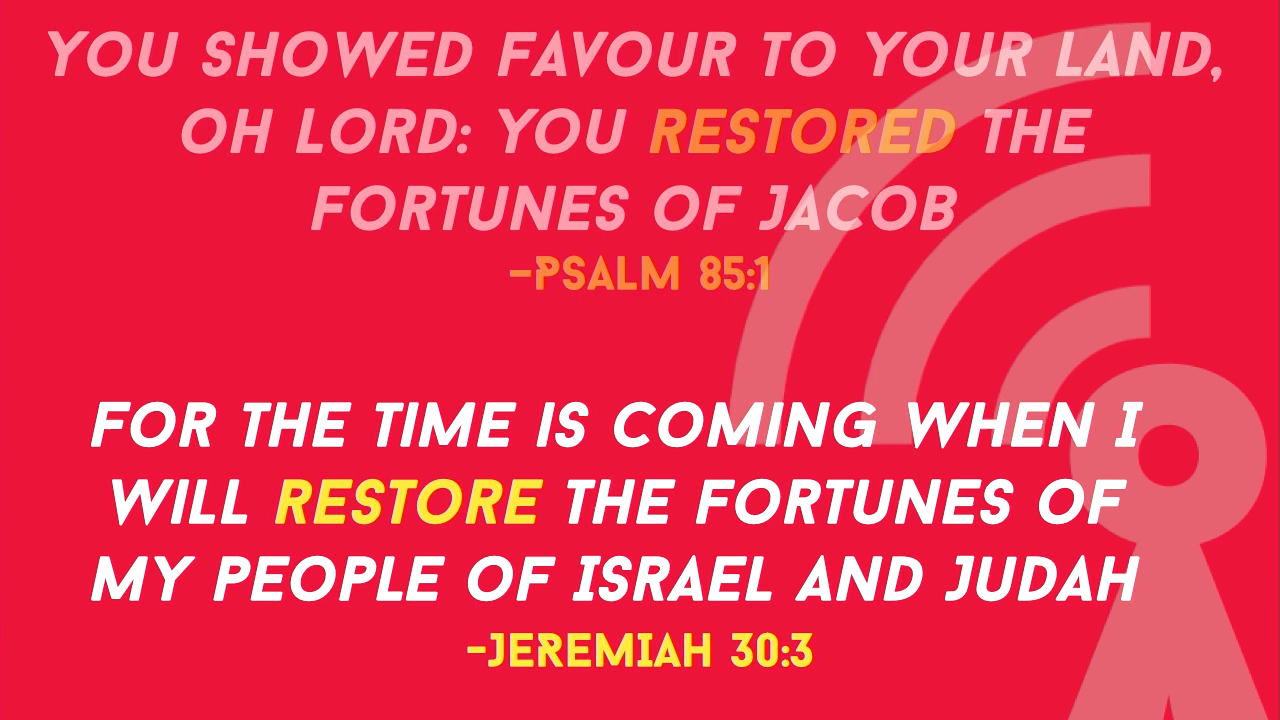 YOU SHOWED FAVOUR TO YOUR LAND,
OH LORD: YOU RESTORED THE
FORTUNES OF JACOB
-PSALM 85:1
FOR THE TIME IS COMING WHEN I
WILL RESTORE THE FORTUNES OF
MY PEOPLE OF ISRAEL AND JUDAH
-JEREMIAH 30:3